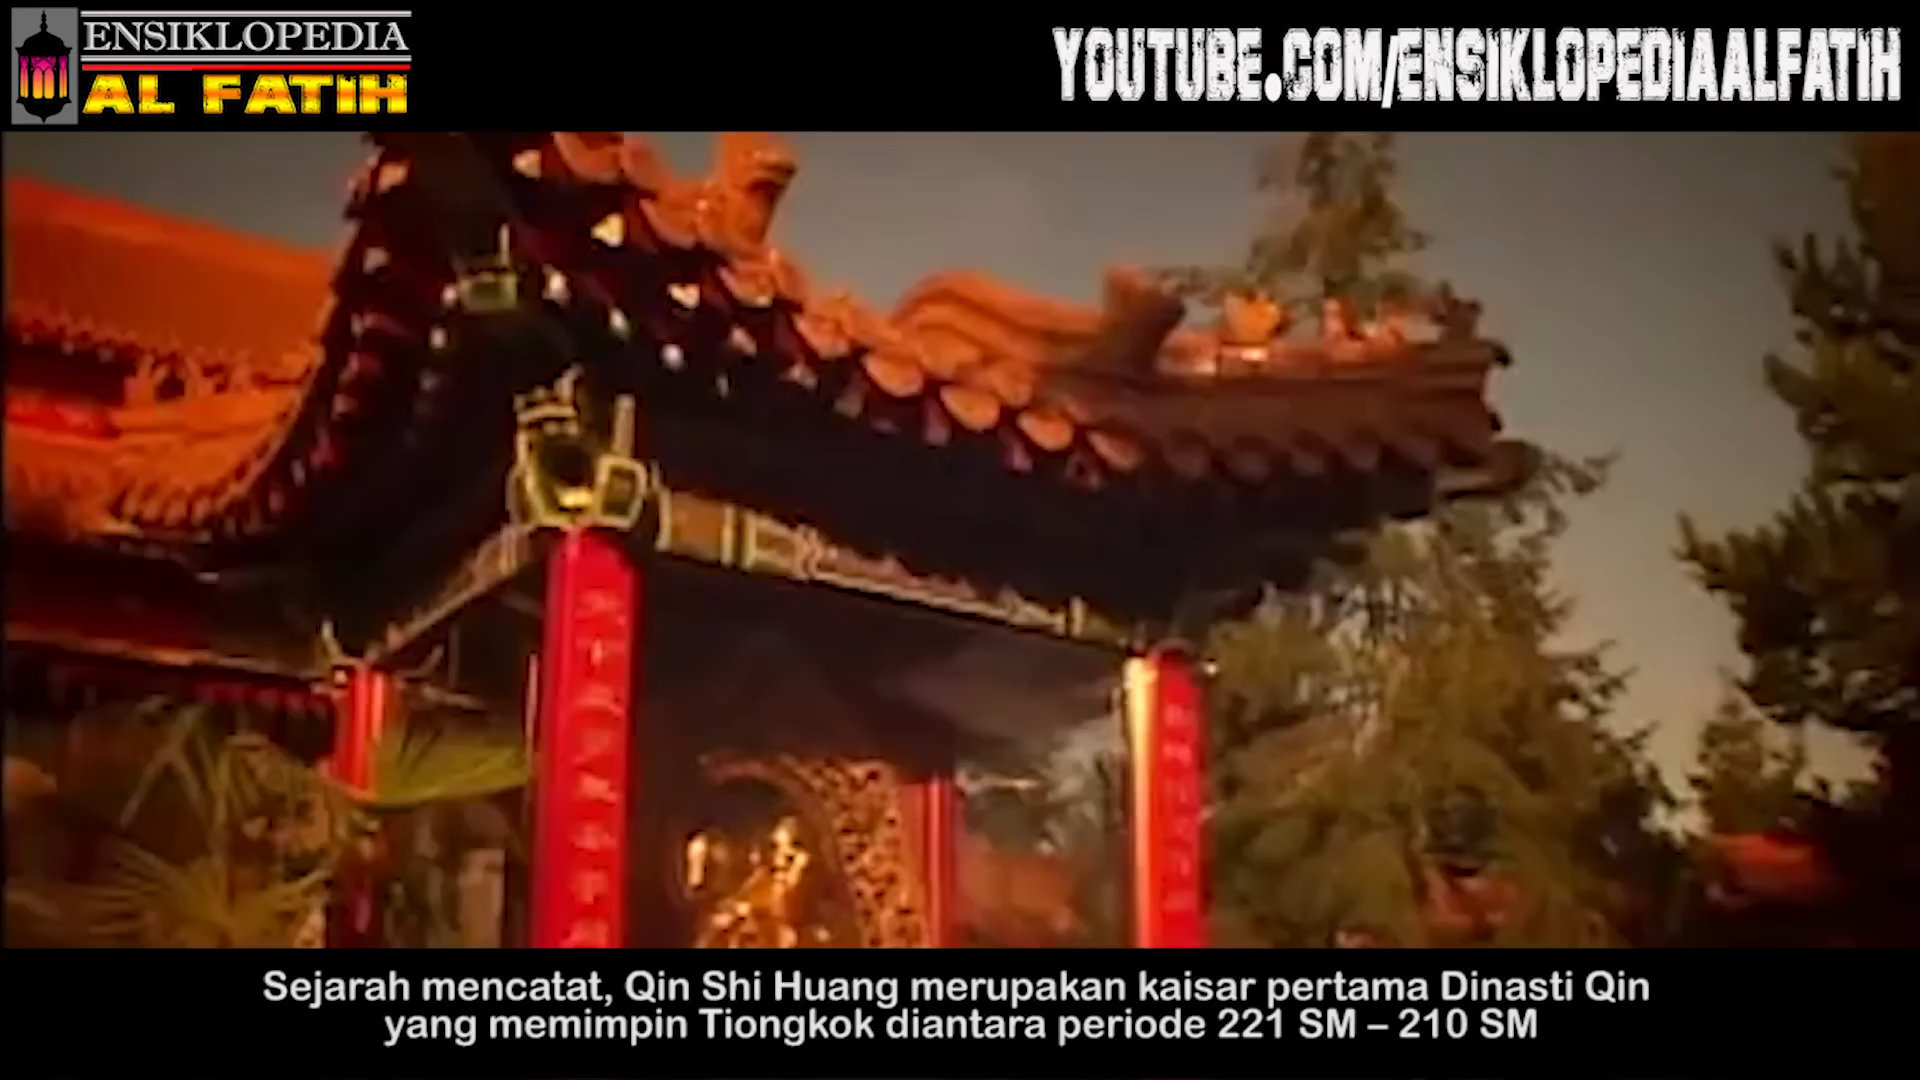 ENSIKLOPEDIA
AL FATIH
YOUTUBE.COM/ENSIKLOPEDIAALFATIH
Sejarah mencatat, Qin Shi Huang merupakan kaisar pertama Dinasti Qin
yang memimpin Tiongkok diantara periode 221 SM – 210 SM